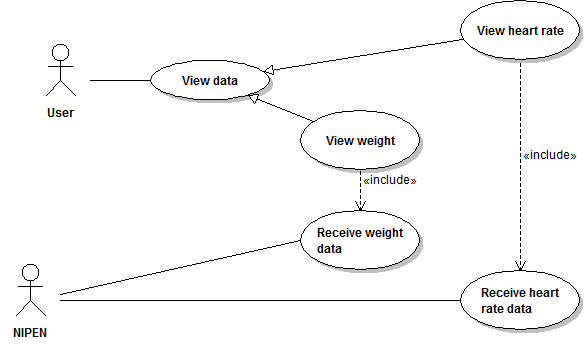 View heart rate
View data
User
View weight
«include»
«include»
Receive weight
data
Receive heart
rate data
NIPEN